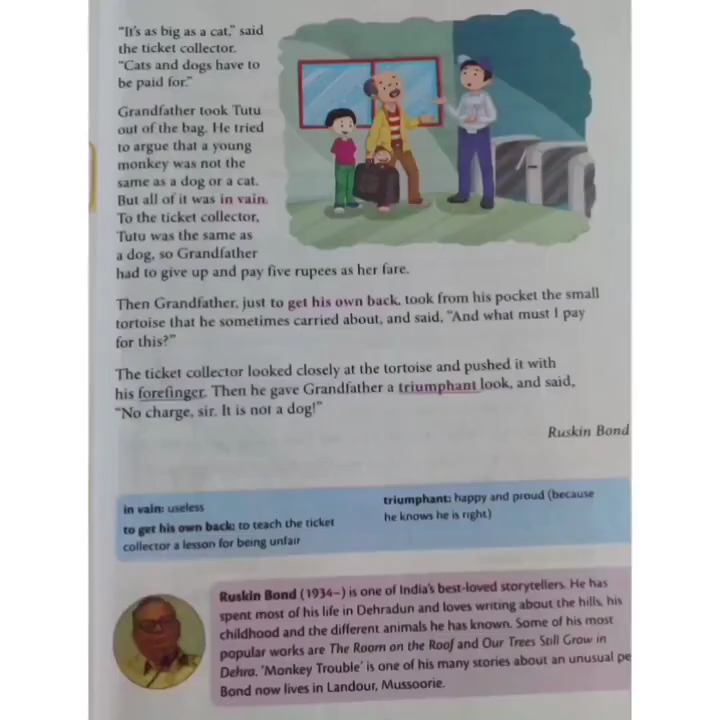 "It's as big as a cat," said
the ticket collector.
"Cats and dogs have to
be paid for."
Grandfather took Tutu
out of the bag. He tried
to argue that a young
monkey was not the
same as a dog or a cat.
But all of it was in vain.
To the ticket collector,
Tutu was the same as
a dog, so Grandfather
had to give up and pay five rupees as her fare.
Then Grandfather, just to get his own back, took from his pocket the small
tortoise that he sometimes carried about, and said, "And what must I pay
for this?"
The ticket collector looked closely at the tortoise and pushed it with
his forefinger. Then he gave Grandfather a triumphant look, and said,
"No charge, sir. It is not a dog!"
Ruskin Bond
in vain: useless
to get his own back: to teach the ticket
collector a lesson for being unfair
triumphant: happy and proud (because
he knows he is right)
Ruskin Bond (1934–) is one of India's best-loved storytellers. He has
spent most of his life in Dehradun and loves writing about the hills, his
childhood and the different animals he has known. Some of his most
popular works are The Room on the Roof and Our Trees Still Grow in
Dehra. 'Monkey Trouble' is one of his many stories about an unusual pe
Bond now lives in Landour, Mussoorie.